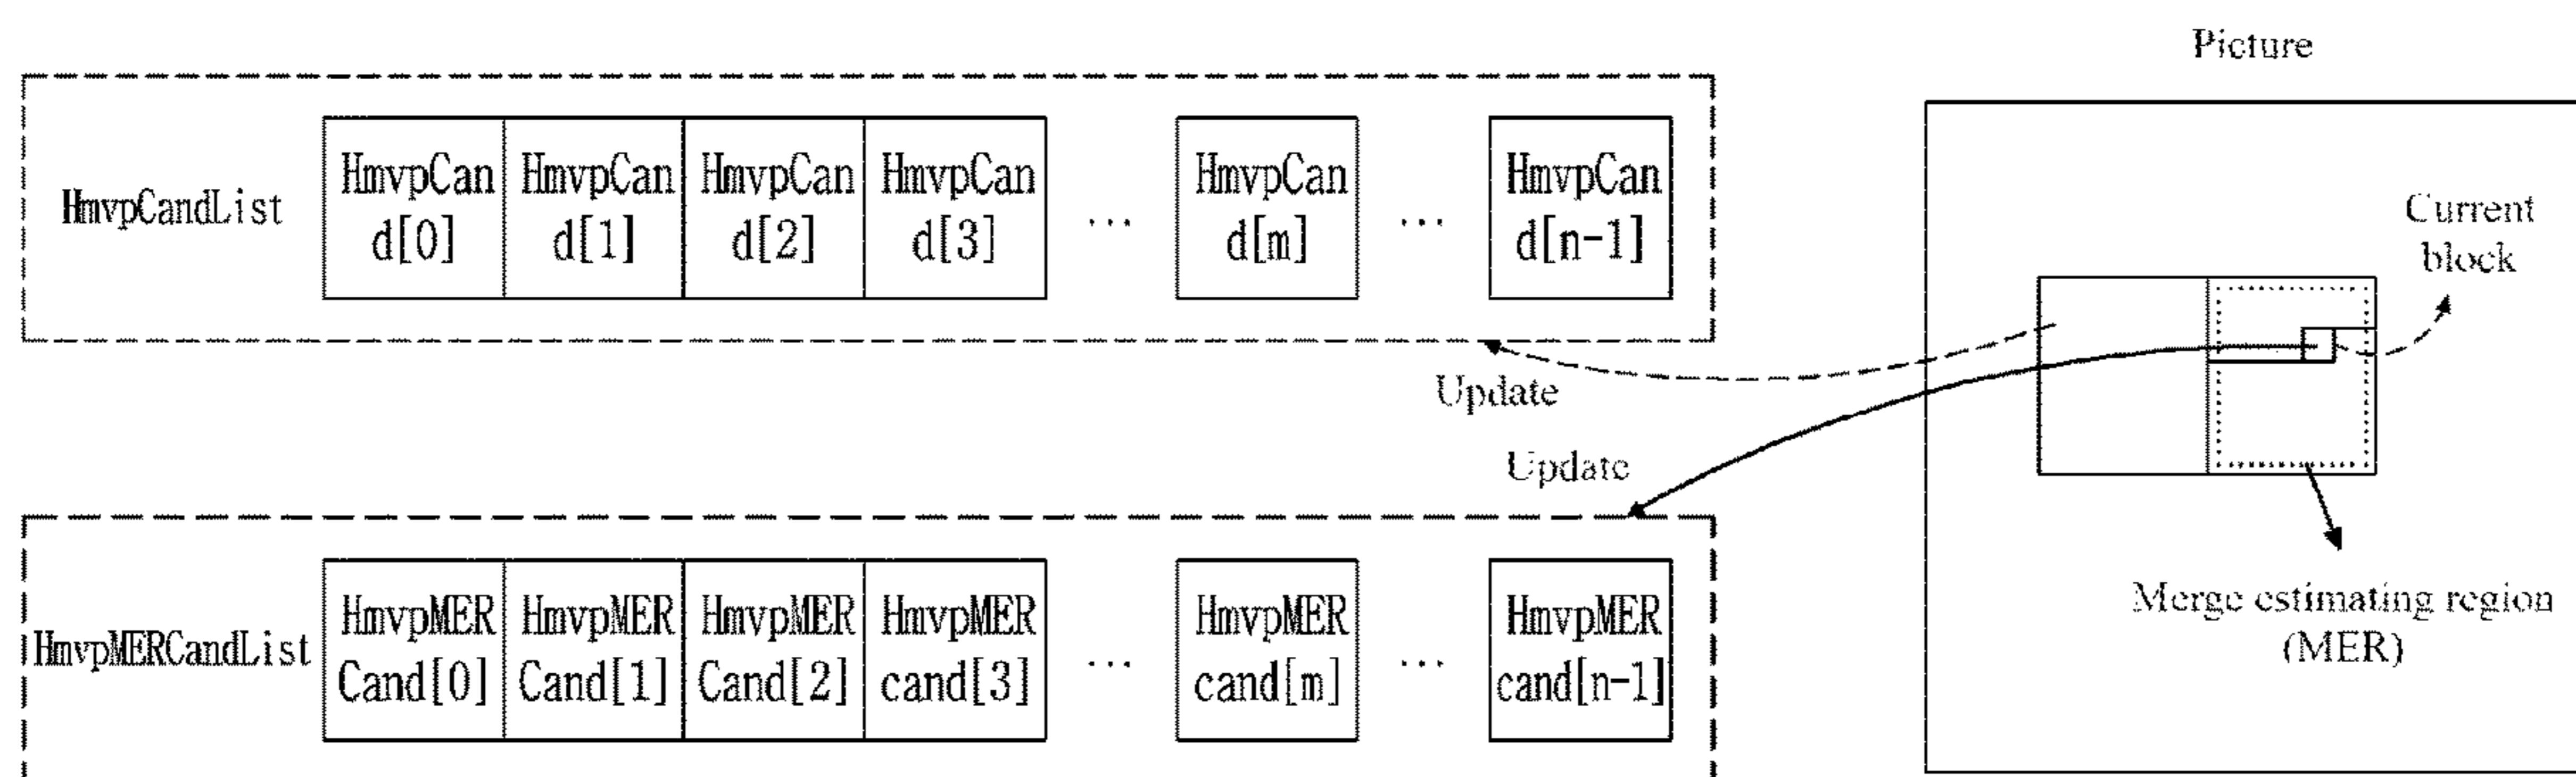 Picture
HmvpCandList
HmvpCan
d[0]
HmvpCan
d[1]
HmvpCan
d[2]
HmvpCan
d[3]
...
HmvpCan
d[m]
...
HmvpCan
d[n-1]
Current
block
Update
Update
HmvpMERCandList
HmvpMER
Cand[0]
HmvpMER
Cand[1]
HmvpMER
Cand[2]
HmvpMER
cand[3]
...
HmvpMER
cand[m]
...
HmvpMER
cand[n-1]
Merge estimating region
(MER)